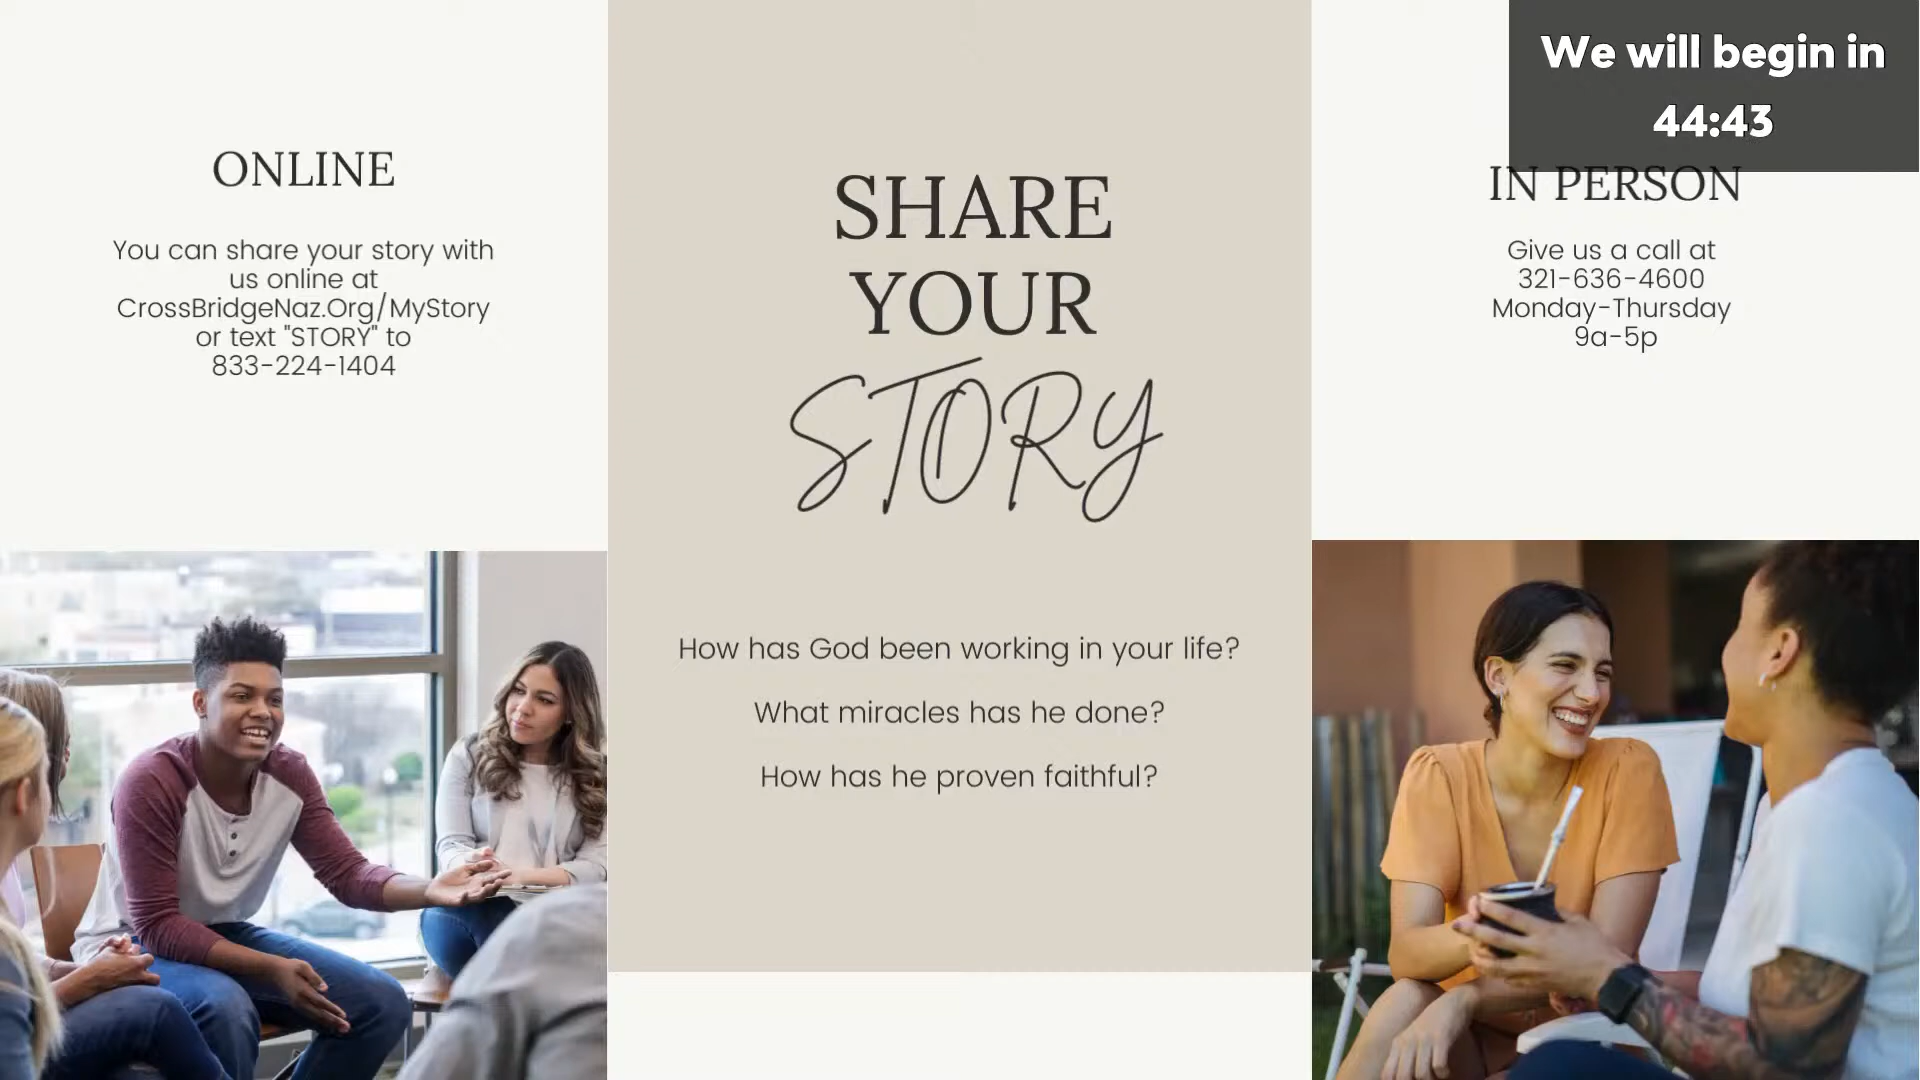 We will begin in
44:43
ONLINE
You can share your story with
us online at
CrossBridgeNaz.Org/MyStory
or text "STORY" to
833-224-1404
SHARE
YOUR
STORY
How has God been working in your life?
What miracles has he done?
How has he proven faithful?
IN PERSON
Give us a call at
321-636-4600
Monday-Thursday
9a-5p